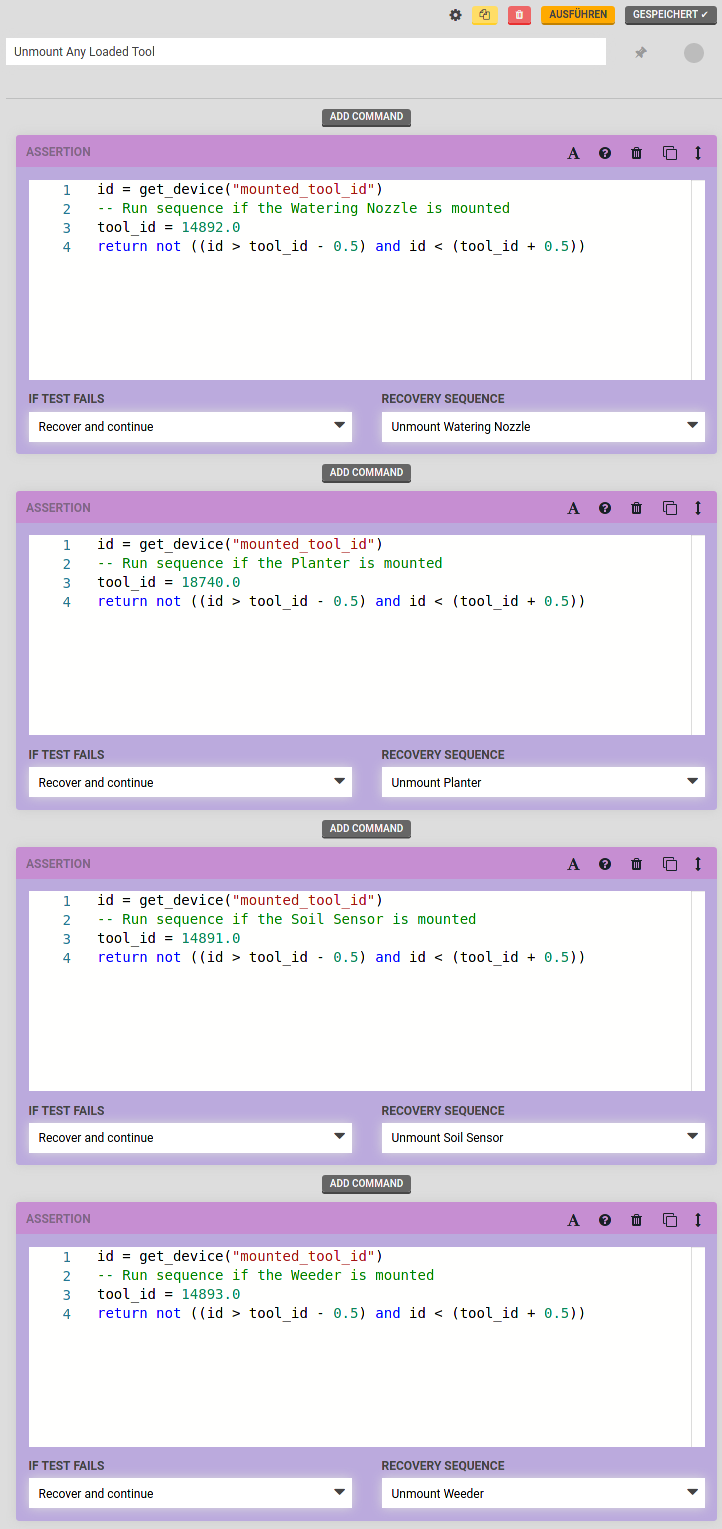 AUSFÜHREN GESPEICHERT ✓
Unmount Any Loaded Tool
ADD COMMAND
ASSERTION
1 id = get_device("mounted_tool_id")
2 -- Run sequence if the Watering Nozzle is mounted
3 tool_id = 14892.0
4 return not ((id > tool_id - 0.5) and id < (tool_id + 0.5))
IF TEST FAILS RECOVERY SEQUENCE
Recover and continue Unmount Watering Nozzle
ADD COMMAND
ASSERTION
1 id = get_device("mounted_tool_id")
2 -- Run sequence if the Planter is mounted
3 tool_id = 18740.0
4 return not ((id > tool_id - 0.5) and id < (tool_id + 0.5))
IF TEST FAILS RECOVERY SEQUENCE
Recover and continue Unmount Planter
ADD COMMAND
ASSERTION
1 id = get_device("mounted_tool_id")
2 -- Run sequence if the Soil Sensor is mounted
3 tool_id = 14891.0
4 return not ((id > tool_id - 0.5) and id < (tool_id + 0.5))
IF TEST FAILS RECOVERY SEQUENCE
Recover and continue Unmount Soil Sensor
ADD COMMAND
ASSERTION
1 id = get_device("mounted_tool_id")
2 -- Run sequence if the Weeder is mounted
3 tool_id = 14893.0
4 return not ((id > tool_id - 0.5) and id < (tool_id + 0.5))
IF TEST FAILS RECOVERY SEQUENCE
Recover and continue Unmount Weeder